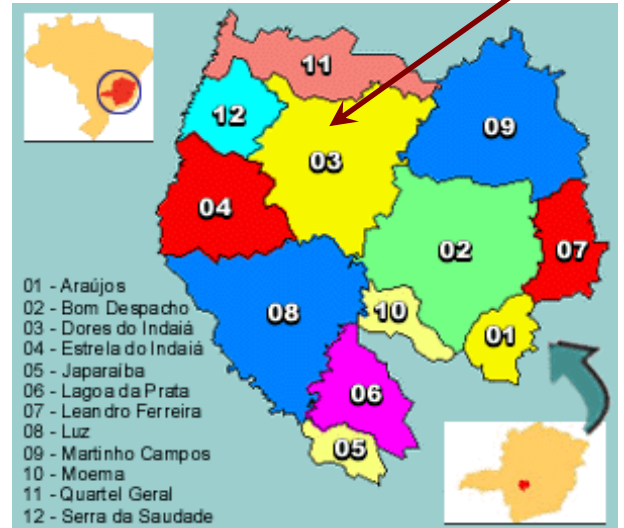 11
12
09
03
04
02
07
08
10
01
06
05
01 - Araújos
02 - Bom Despacho
03 - Dores do Indaiá
04 - Estrela do Indaiá
05 - Japaraíba
06 - Lagoa da Prata
07 - Leandro Ferreira
08 - Luz
09 - Martinho Campos
10 - Moema
11 - Quartel Geral
12 - Serra da Saudade